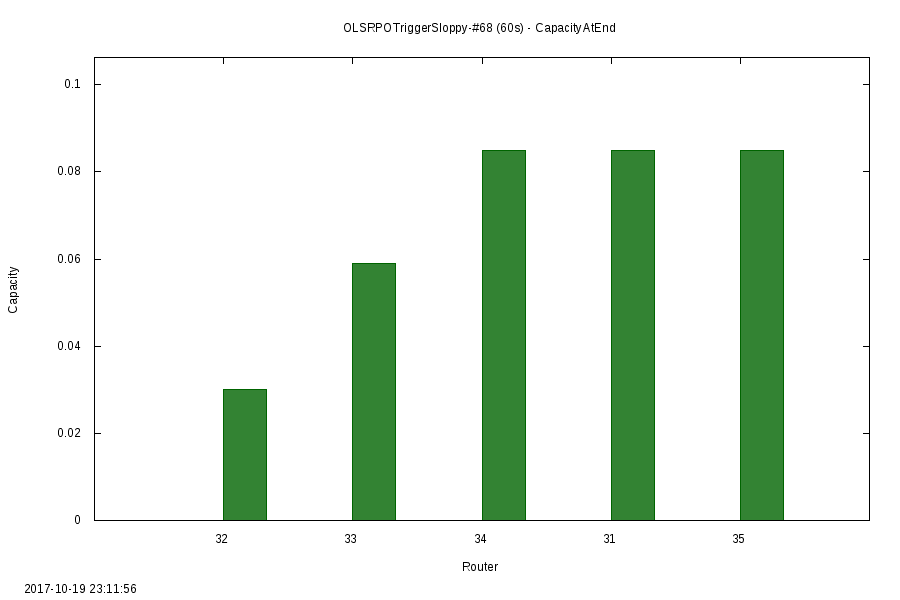 OLSRPOTriggerSloppy-#68 (60s) - CapacityAtEnd
0.1
0.08
0.06
0.04
0.02
0
Capacity
32 33 34 31 35
Router
2017-10-19 23:11:56